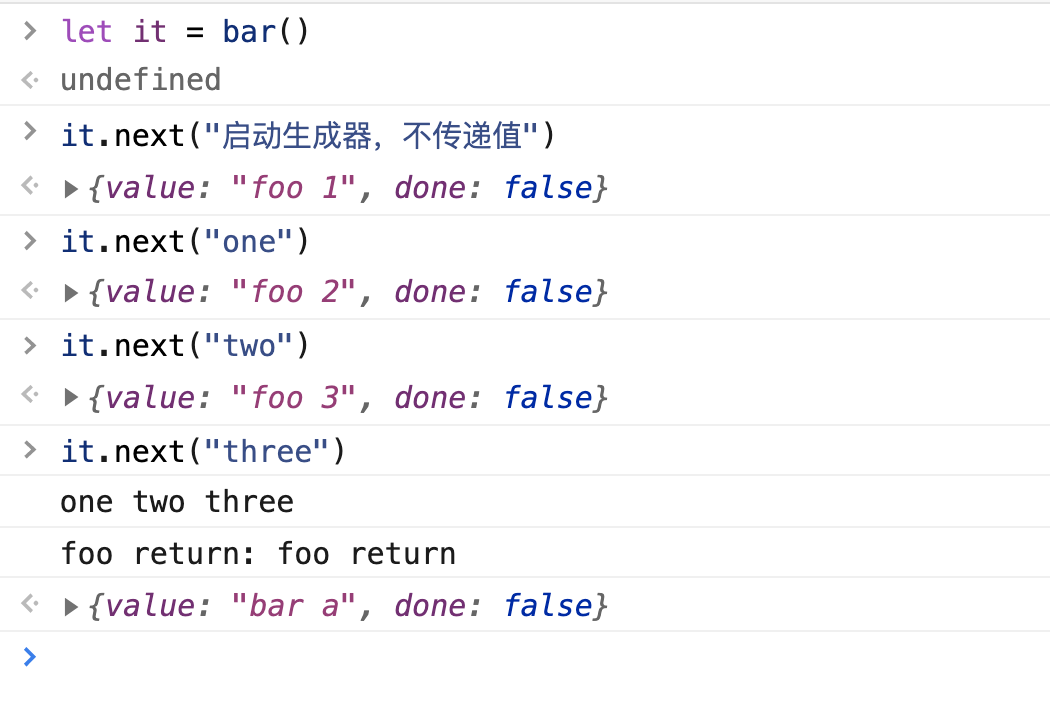 let it = bar()
undefined
it.next("启动生成器，不传递值")
{value: "foo 1", done: false}
it.next("one")
{value: "foo 2", done: false}
it.next("two")
{value: "foo 3", done: false}
it.next("three")
one two three
foo return: foo return
{value: "bar a", done: false}